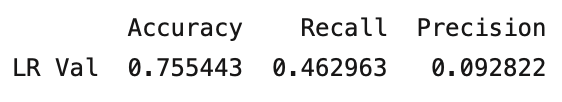 Accuracy Recall Precision
LR Val 0.755443 0.462963 0.092822